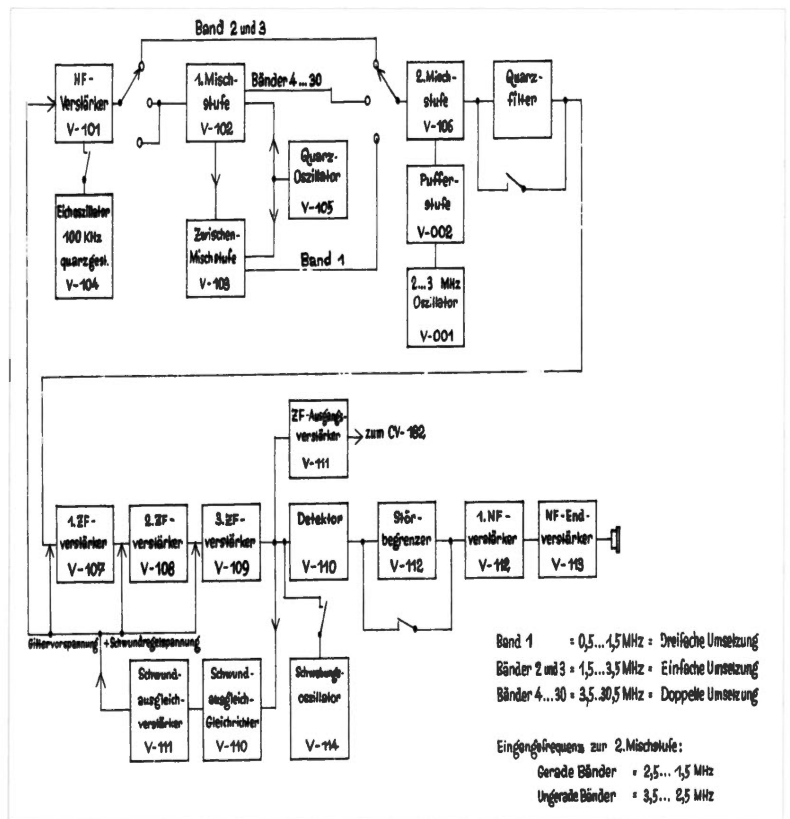 Band 2 und 3
HF-
Verstärker
V-101
1. Misch-
stufe
V-102
Bänder 4...30
2. Misch-
stufe
V-106
Quarz-
filter
Quarz-
Oszillator
V-105
Puffer-
stufe
V-002
Eichoszillator
100 KHz
quarzgest.
V-104
Zwischen-
Mischstufe
V-103
Band 1
2...3 MHz
Oszillator
V-001
ZF-Ausgangs-
verstärker
V-111
zum CV-182
1. ZF-
verstärker
V-107
2. ZF-
verstärker
V-108
3. ZF-
verstärker
V-109
Detektor
V-110
Stör-
begrenzer
V-112
1. NF-
verstärker
V-112
NF-End-
verstärker
V-113
Gittervorspannung + Schwundregelspannung
Schwund-
ausgleich-
verstärker
V-111
Schwund-
ausgleich-
Gleichrichter
V-110
Schwebungs-
oszillator
V-114
Band 1 = 0,5...1,5 MHz = Dreifache Umsetzung
Bänder 2 und 3 = 1,5...3,5 MHz = Einfache Umsetzung
Bänder 4...30 = 3,5..30,5 MHz = Doppelte Umsetzung
Eingangsfrequenz zur 2. Mischstufe:
Gerade Bänder = 2,5... 1,5 MHz
Ungerade Bänder = 3,5... 2,5 MHz